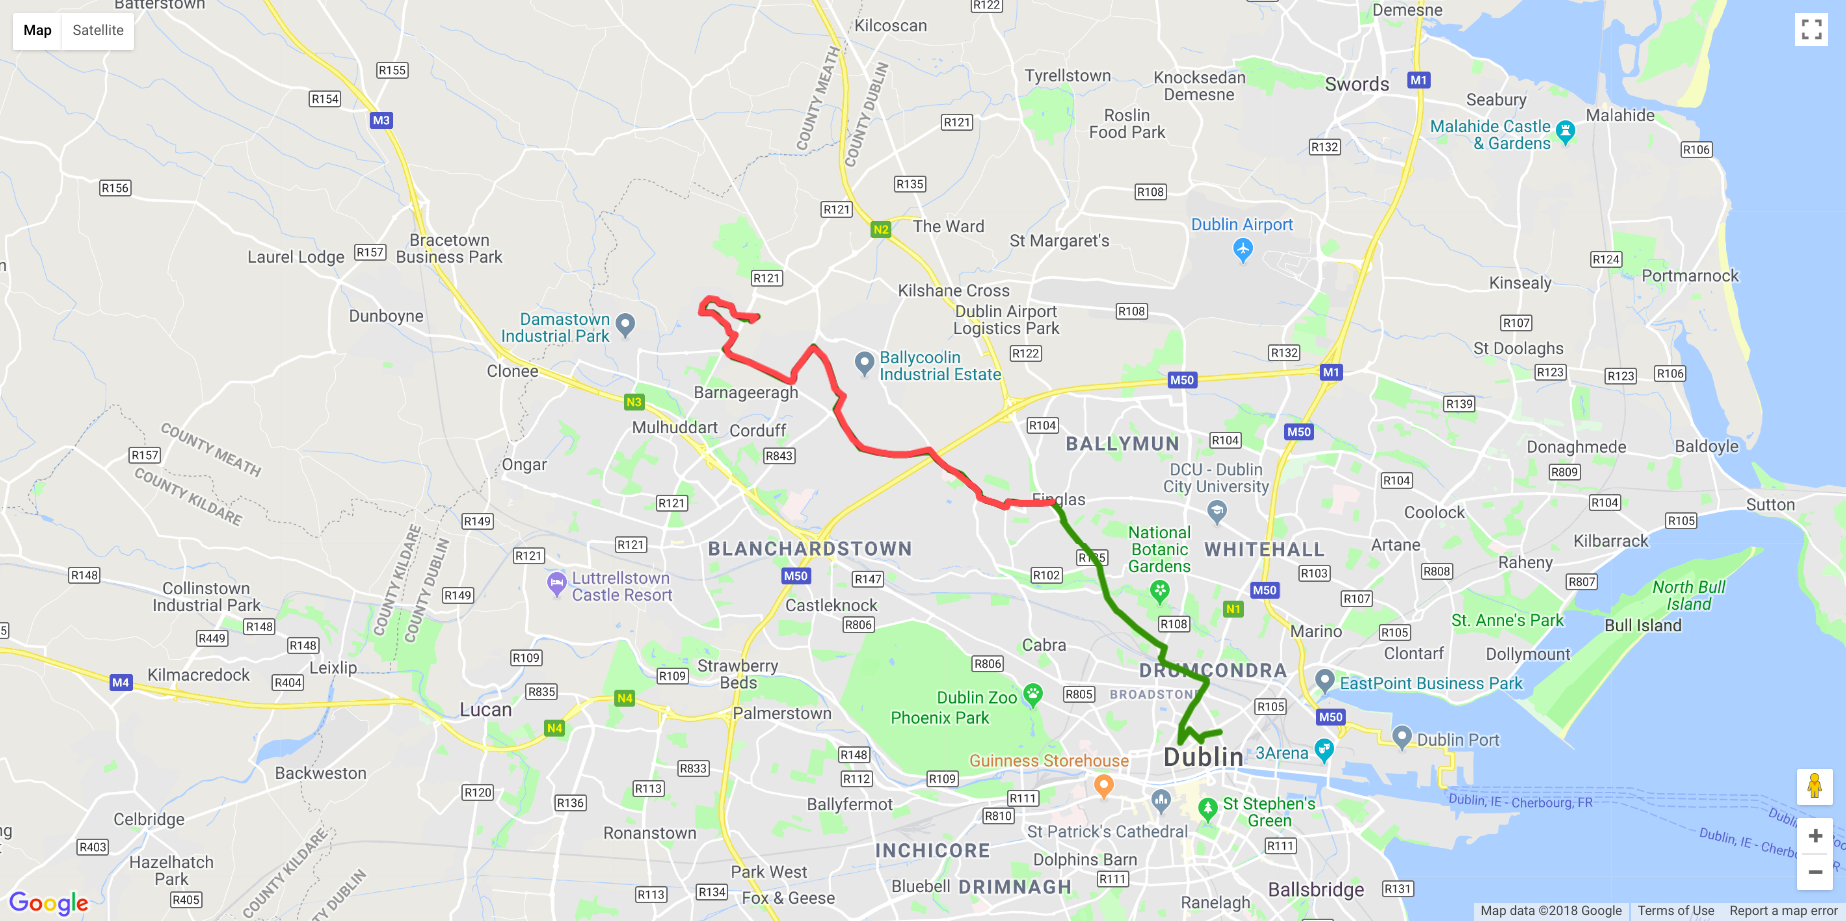 Batterstown
Kilcoscan
R122
Demesne
Map
Satellite
R155
R154
M3
COUNTY MEATH
COUNTY DUBLIN
Tyrellstown
Knocksedan
Demesne
Swords
M1
Seabury
Roslin
Food Park
R121
Malahide
Malahide Castle
& Gardens
R132
R106
R156
R135
R108
R121
The Ward
N2
St Margaret's
Dublin Airport
Bracetown
Business Park
R157
Laurel Lodge
R124
Portmarnock
R121
Kilshane Cross
Kinsealy
Dunboyne
Damastown
Industrial Park
Dublin Airport
Logistics Park
R108
R107
St Doolaghs
R122
R132
Ballycoolin
Industrial Estate
Clonee
M50
M1
R123
R123
R106
Barnageeragh
N3
R139
Mulhuddart
Corduff
R104
BALLYMUN
R104
M50
Donaghmede
Baldoyle
COUNTY MEATH
R157
R843
Ongar
DCU - Dublin
City University
R809
R104
COUNTY KILDARE
R121
Finglas
R104
Sutton
Coolock
R105
R149
National
Botanic
Gardens
Kilbarrack
R121
R121
BLANCHARDSTOWN
R135
WHITEHALL
Artane
Raheny
R148
M50
R147
R102
R103
R808
R807
Luttrellstown
Castle Resort
COUNTY KILDARE
COUNTY DUBLIN
Collinstown
Industrial Park
R149
Castleknock
M50
R107
North Bull
Island
N1
R806
R108
St. Anne's Park
Bull Island
R148
R449
R148
Cabra
Marino
R105
Clontarf
Dollymount
Leixlip
R109
R806
DRUMCONDRA
Kilmacredock
Strawberry
Beds
R109
M4
R404
R835
N4
Dublin Zoo
R805
BROADSTONE
EastPoint Business Park
Lucan
Palmerstown
Phoenix Park
R105
M50
N4
R148
Dublin
3Arena
Dublin Port
Guinness Storehouse
Backweston
R833
R112
R109
R120
R113
R136
Ballyfermot
R111
R810
St Stephen's
Green
Dublin, IE - Cherbourg, FR
Celbridge
Ronanstown
St Patrick's Cathedral
R403
COUNTY KILDARE
INCHICORE
R111
Hazelhatch
Park
Dolphins Barn
Park West
R111
COUNTY DUBLIN
R113
R134
Bluebell
DRIMNAGH
Ballsbridge
R131
R405
Fox & Geese
Ranelagh
Google
Map data ©2018 Google
Terms of Use
Report a map error